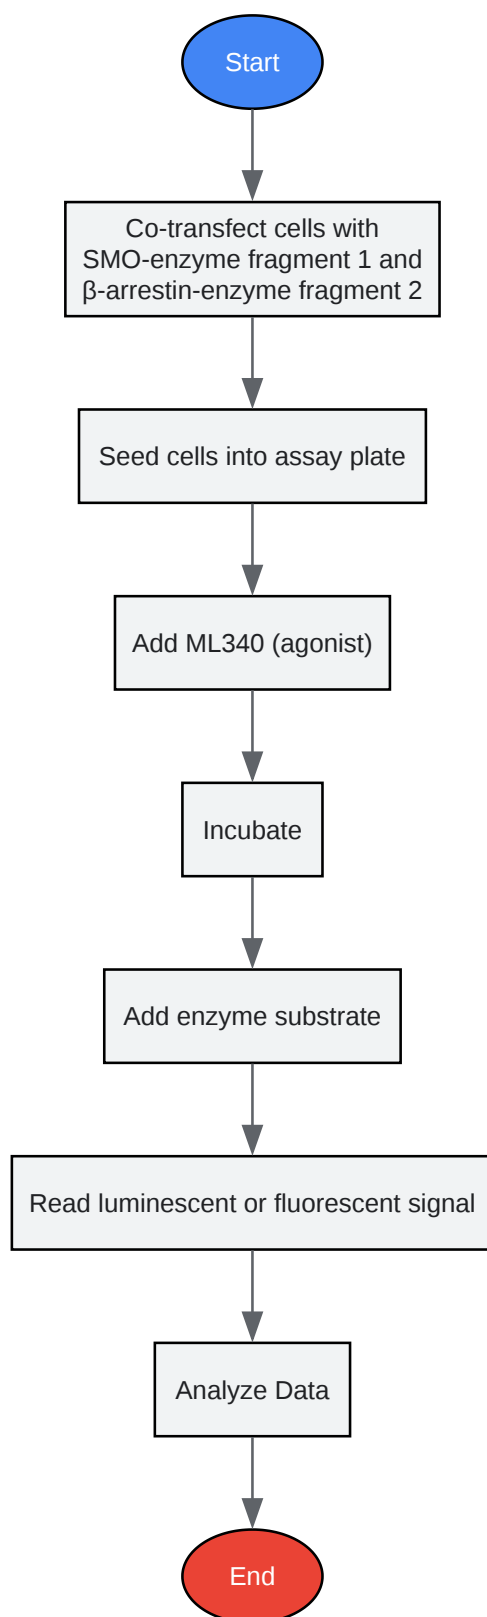 Start
Co-transfect cells with
SMO-enzyme fragment 1 and
β-arrestin-enzyme fragment 2
Seed cells into assay plate
Add ML340 (agonist)
Incubate
Add enzyme substrate
Read luminescent or fluorescent signal
Analyze Data
End